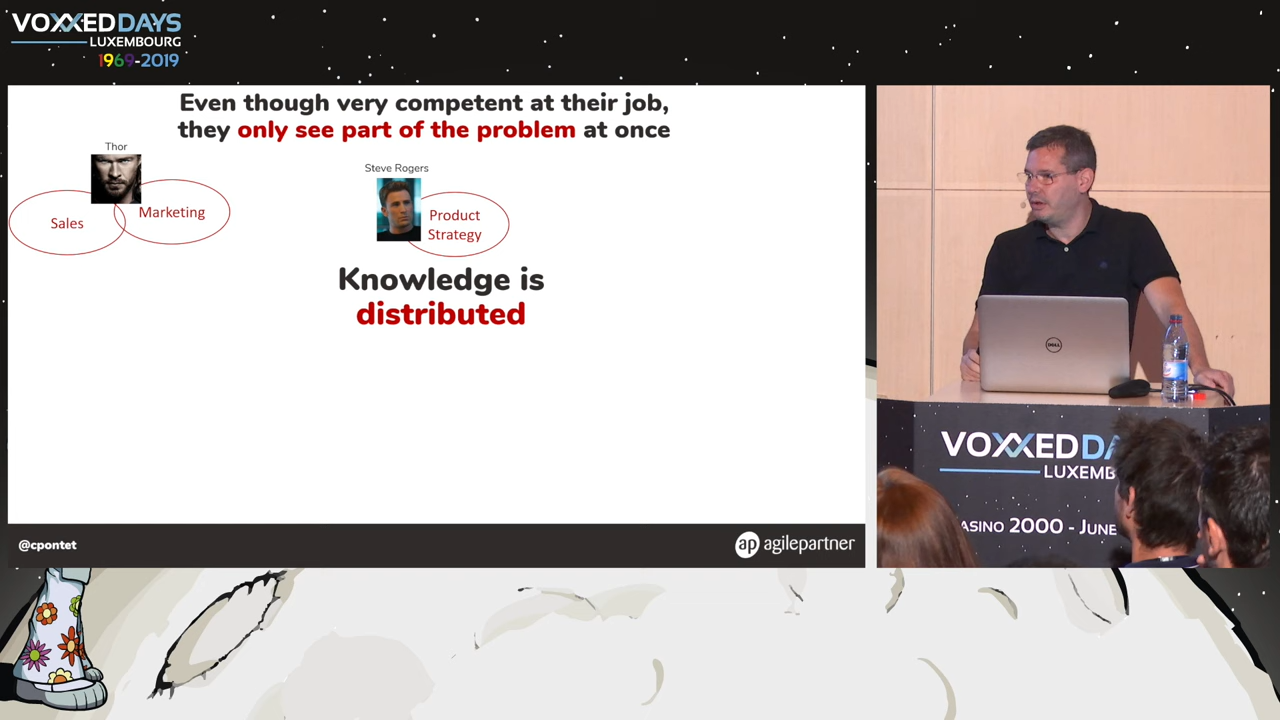 VOXXED DAYS
LUXEMBOURG
1969-2019
Even though very competent at their job,
they only see part of the problem at once
Thor
Sales
Marketing
Steve Rogers
Product
Strategy
Knowledge is
distributed
@cpontet
ap agilepartner
DELL
VOXXED DA
LUXEMB
ASINO 2000 - JUNE